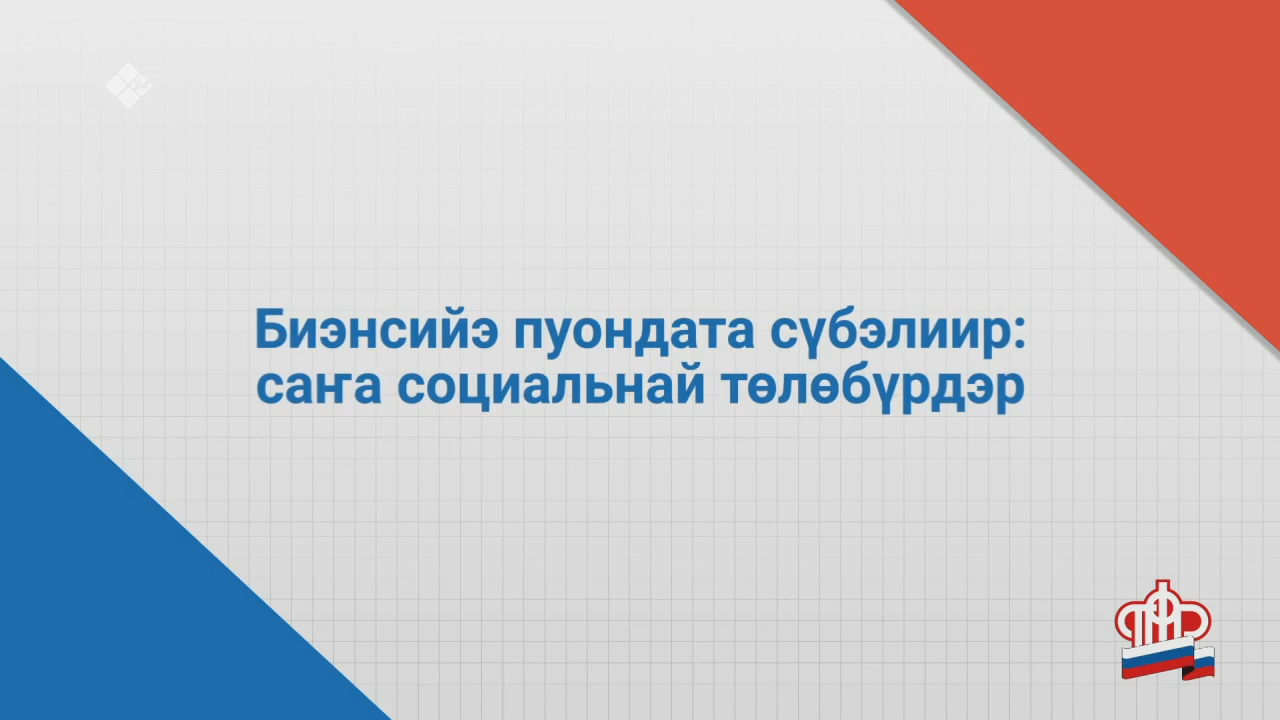 Биэнсийэ пуондата сүбэлиир:
саҥа социальнай төлөбүрдэр